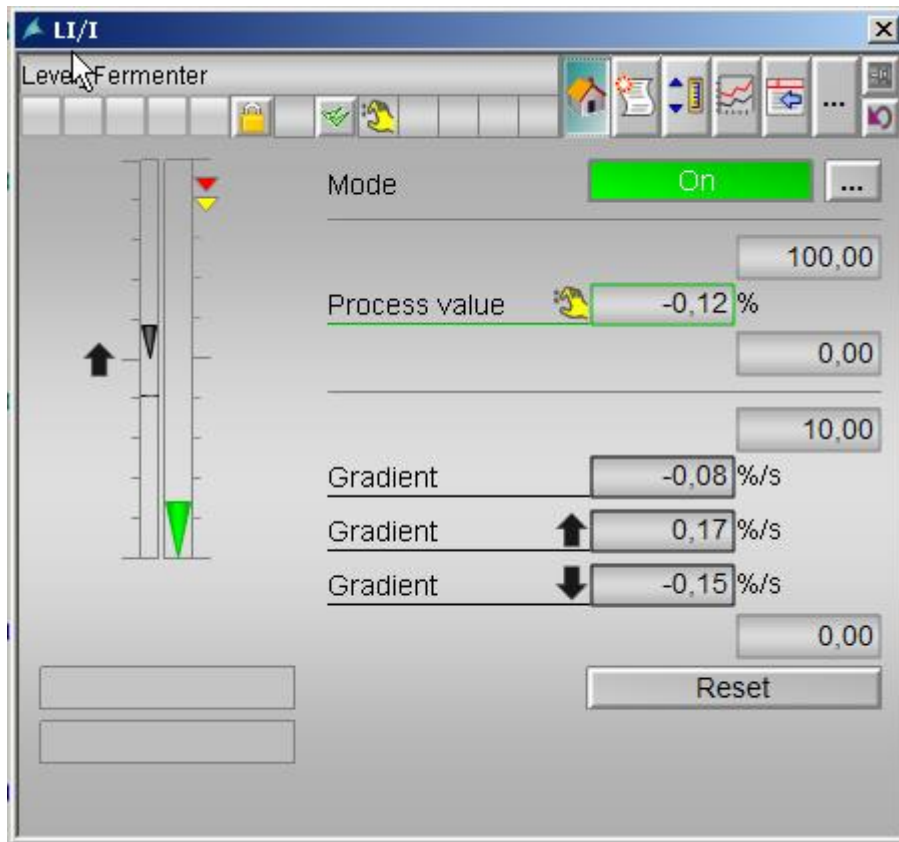 LI/I
Level Fermenter
...
Mode On ...
100,00
Process value -0,12 %
0,00
10,00
Gradient -0,08 %/s
Gradient 0,17 %/s
Gradient -0,15 %/s
0,00
Reset